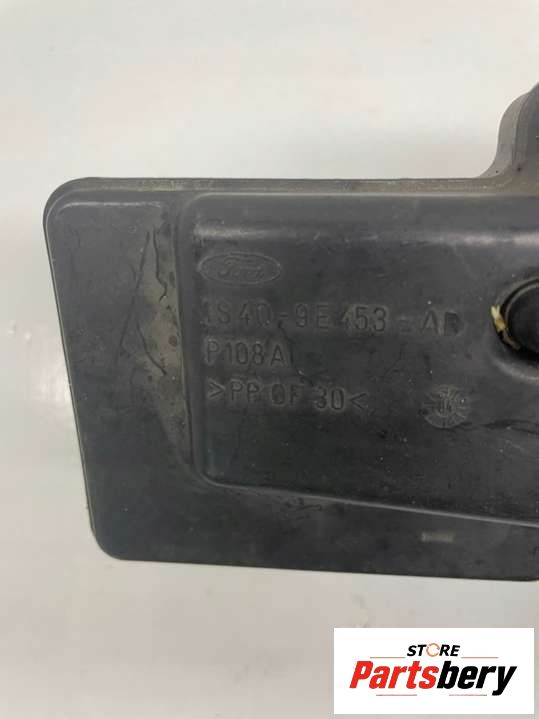 Ford
1S4Q-9E453-AB
P108A
>PP GF 30<
STORE
Partsbery